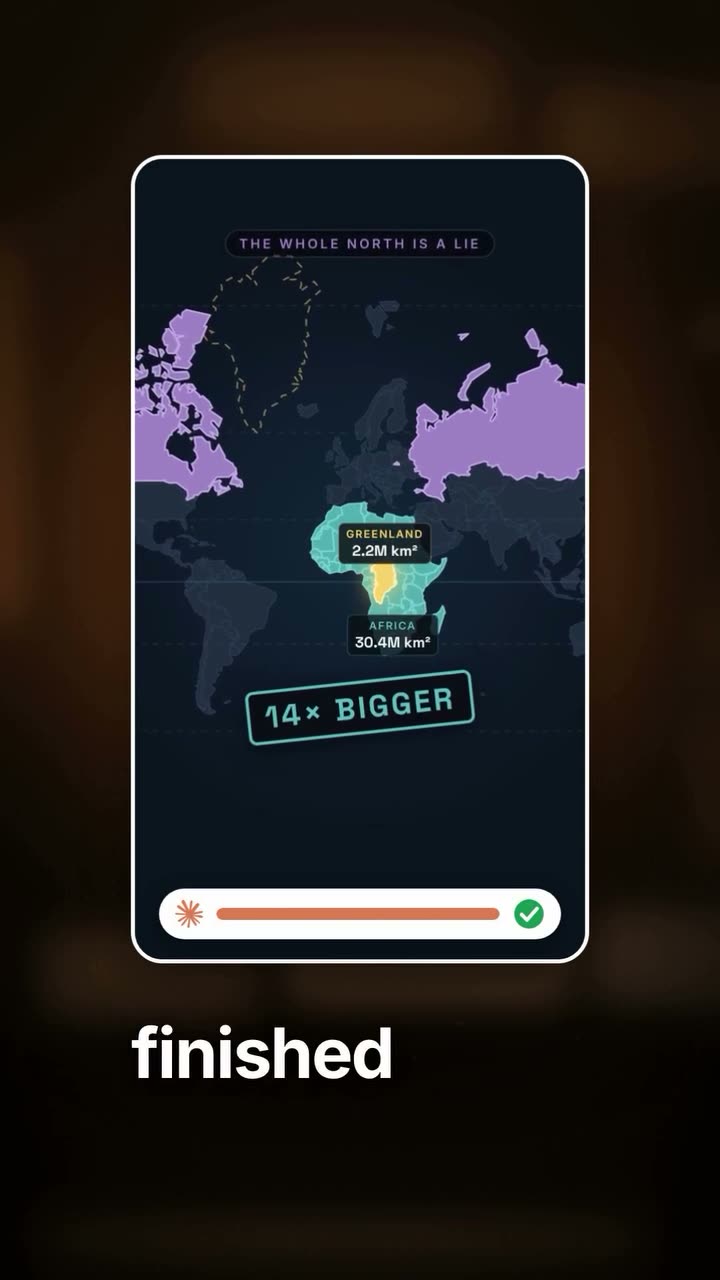 THE WHOLE NORTH IS A LIE
GREENLAND
2.2M km²
AFRICA
30.4M km²
14× BIGGER
finished